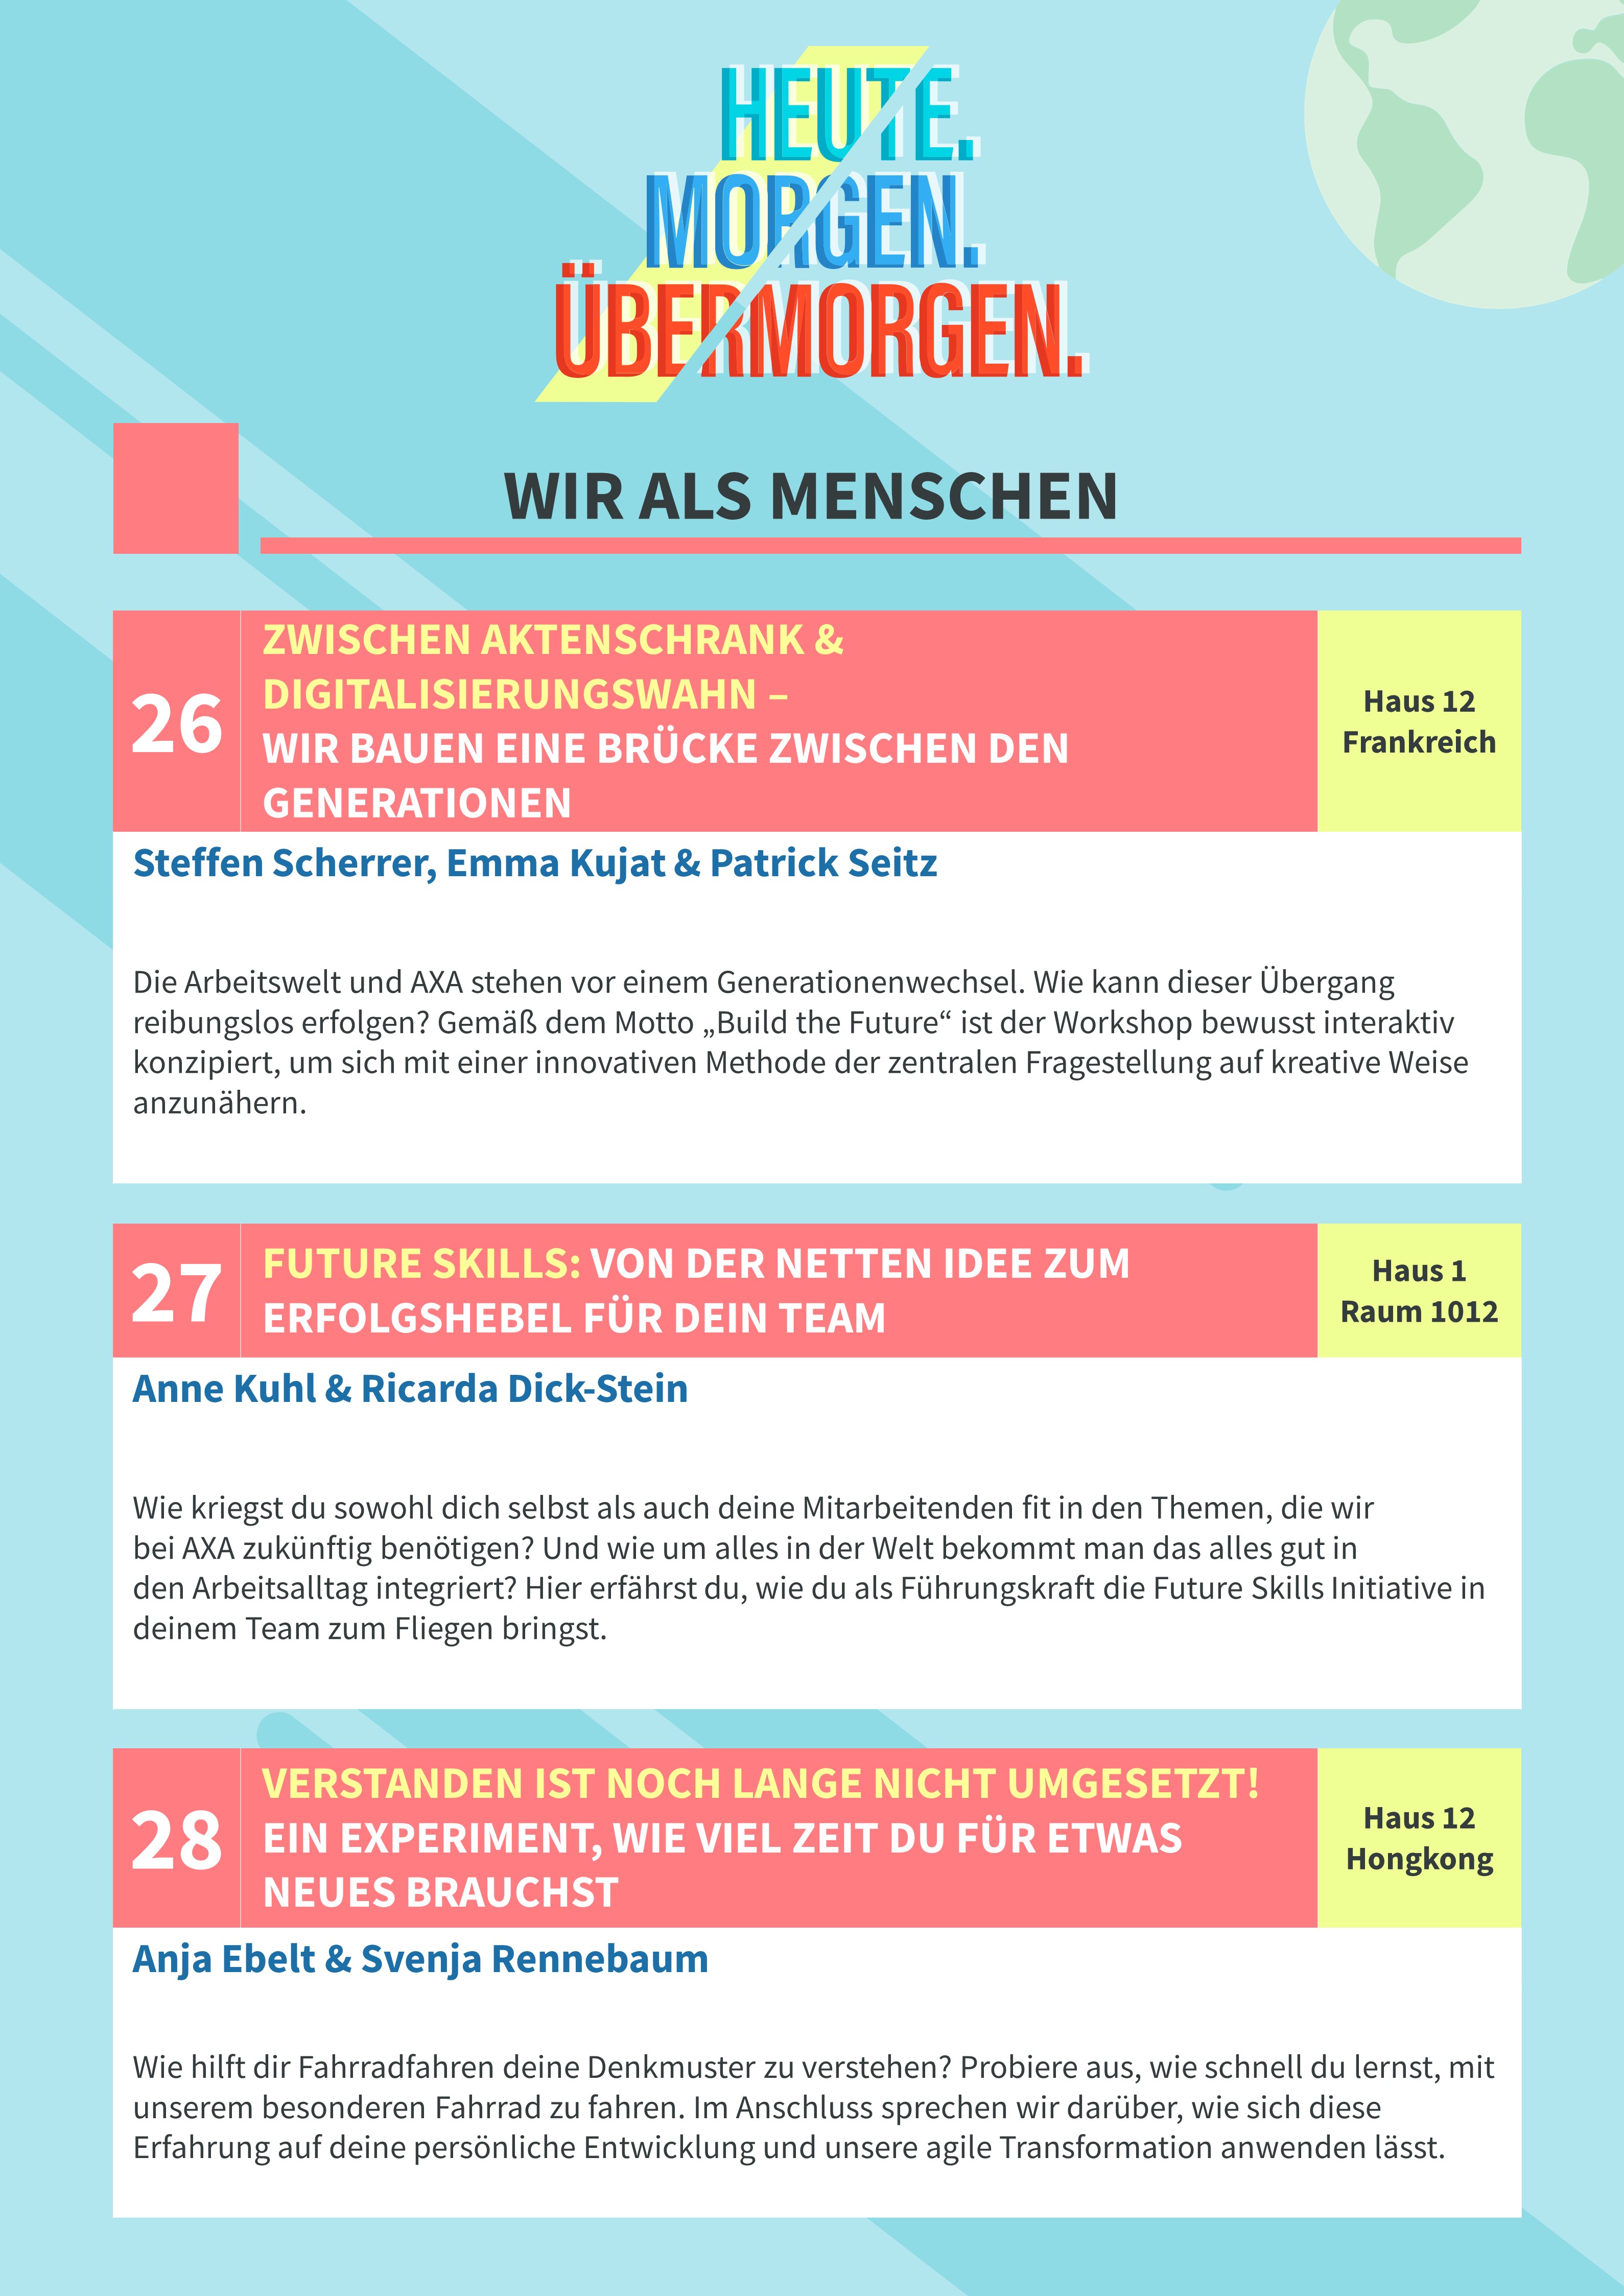 HEUTE.
MORGEN.
ÜBERMORGEN.
WIR ALS MENSCHEN
26
ZWISCHEN AKTENSCHRANK &
DIGITALISIERUNGSWAHN –
WIR BAUEN EINE BRÜCKE ZWISCHEN DEN
GENERATIONEN
Haus 12
Frankreich
Steffen Scherrer, Emma Kujat & Patrick Seitz
Die Arbeitswelt und AXA stehen vor einem Generationenwechsel. Wie kann dieser Übergang
reibungslos erfolgen? Gemäß dem Motto „Build the Future“ ist der Workshop bewusst interaktiv
konzipiert, um sich mit einer innovativen Methode der zentralen Fragestellung auf kreative Weise
anzunähern.
27
FUTURE SKILLS: VON DER NETTEN IDEE ZUM
ERFOLGSHEBEL FÜR DEIN TEAM
Haus 1
Raum 1012
Anne Kuhl & Ricarda Dick-Stein
Wie kriegst du sowohl dich selbst als auch deine Mitarbeitenden fit in den Themen, die wir
bei AXA zukünftig benötigen? Und wie um alles in der Welt bekommt man das alles gut in
den Arbeitsalltag integriert? Hier erfährst du, wie du als Führungskraft die Future Skills Initiative in
deinem Team zum Fliegen bringst.
28
VERSTANDEN IST NOCH LANGE NICHT UMGESETZT!
EIN EXPERIMENT, WIE VIEL ZEIT DU FÜR ETWAS
NEUES BRAUCHST
Haus 12
Hongkong
Anja Ebelt & Svenja Rennebaum
Wie hilft dir Fahrradfahren deine Denkmuster zu verstehen? Probiere aus, wie schnell du lernst, mit
unserem besonderen Fahrrad zu fahren. Im Anschluss sprechen wir darüber, wie sich diese
Erfahrung auf deine persönliche Entwicklung und unsere agile Transformation anwenden lässt.